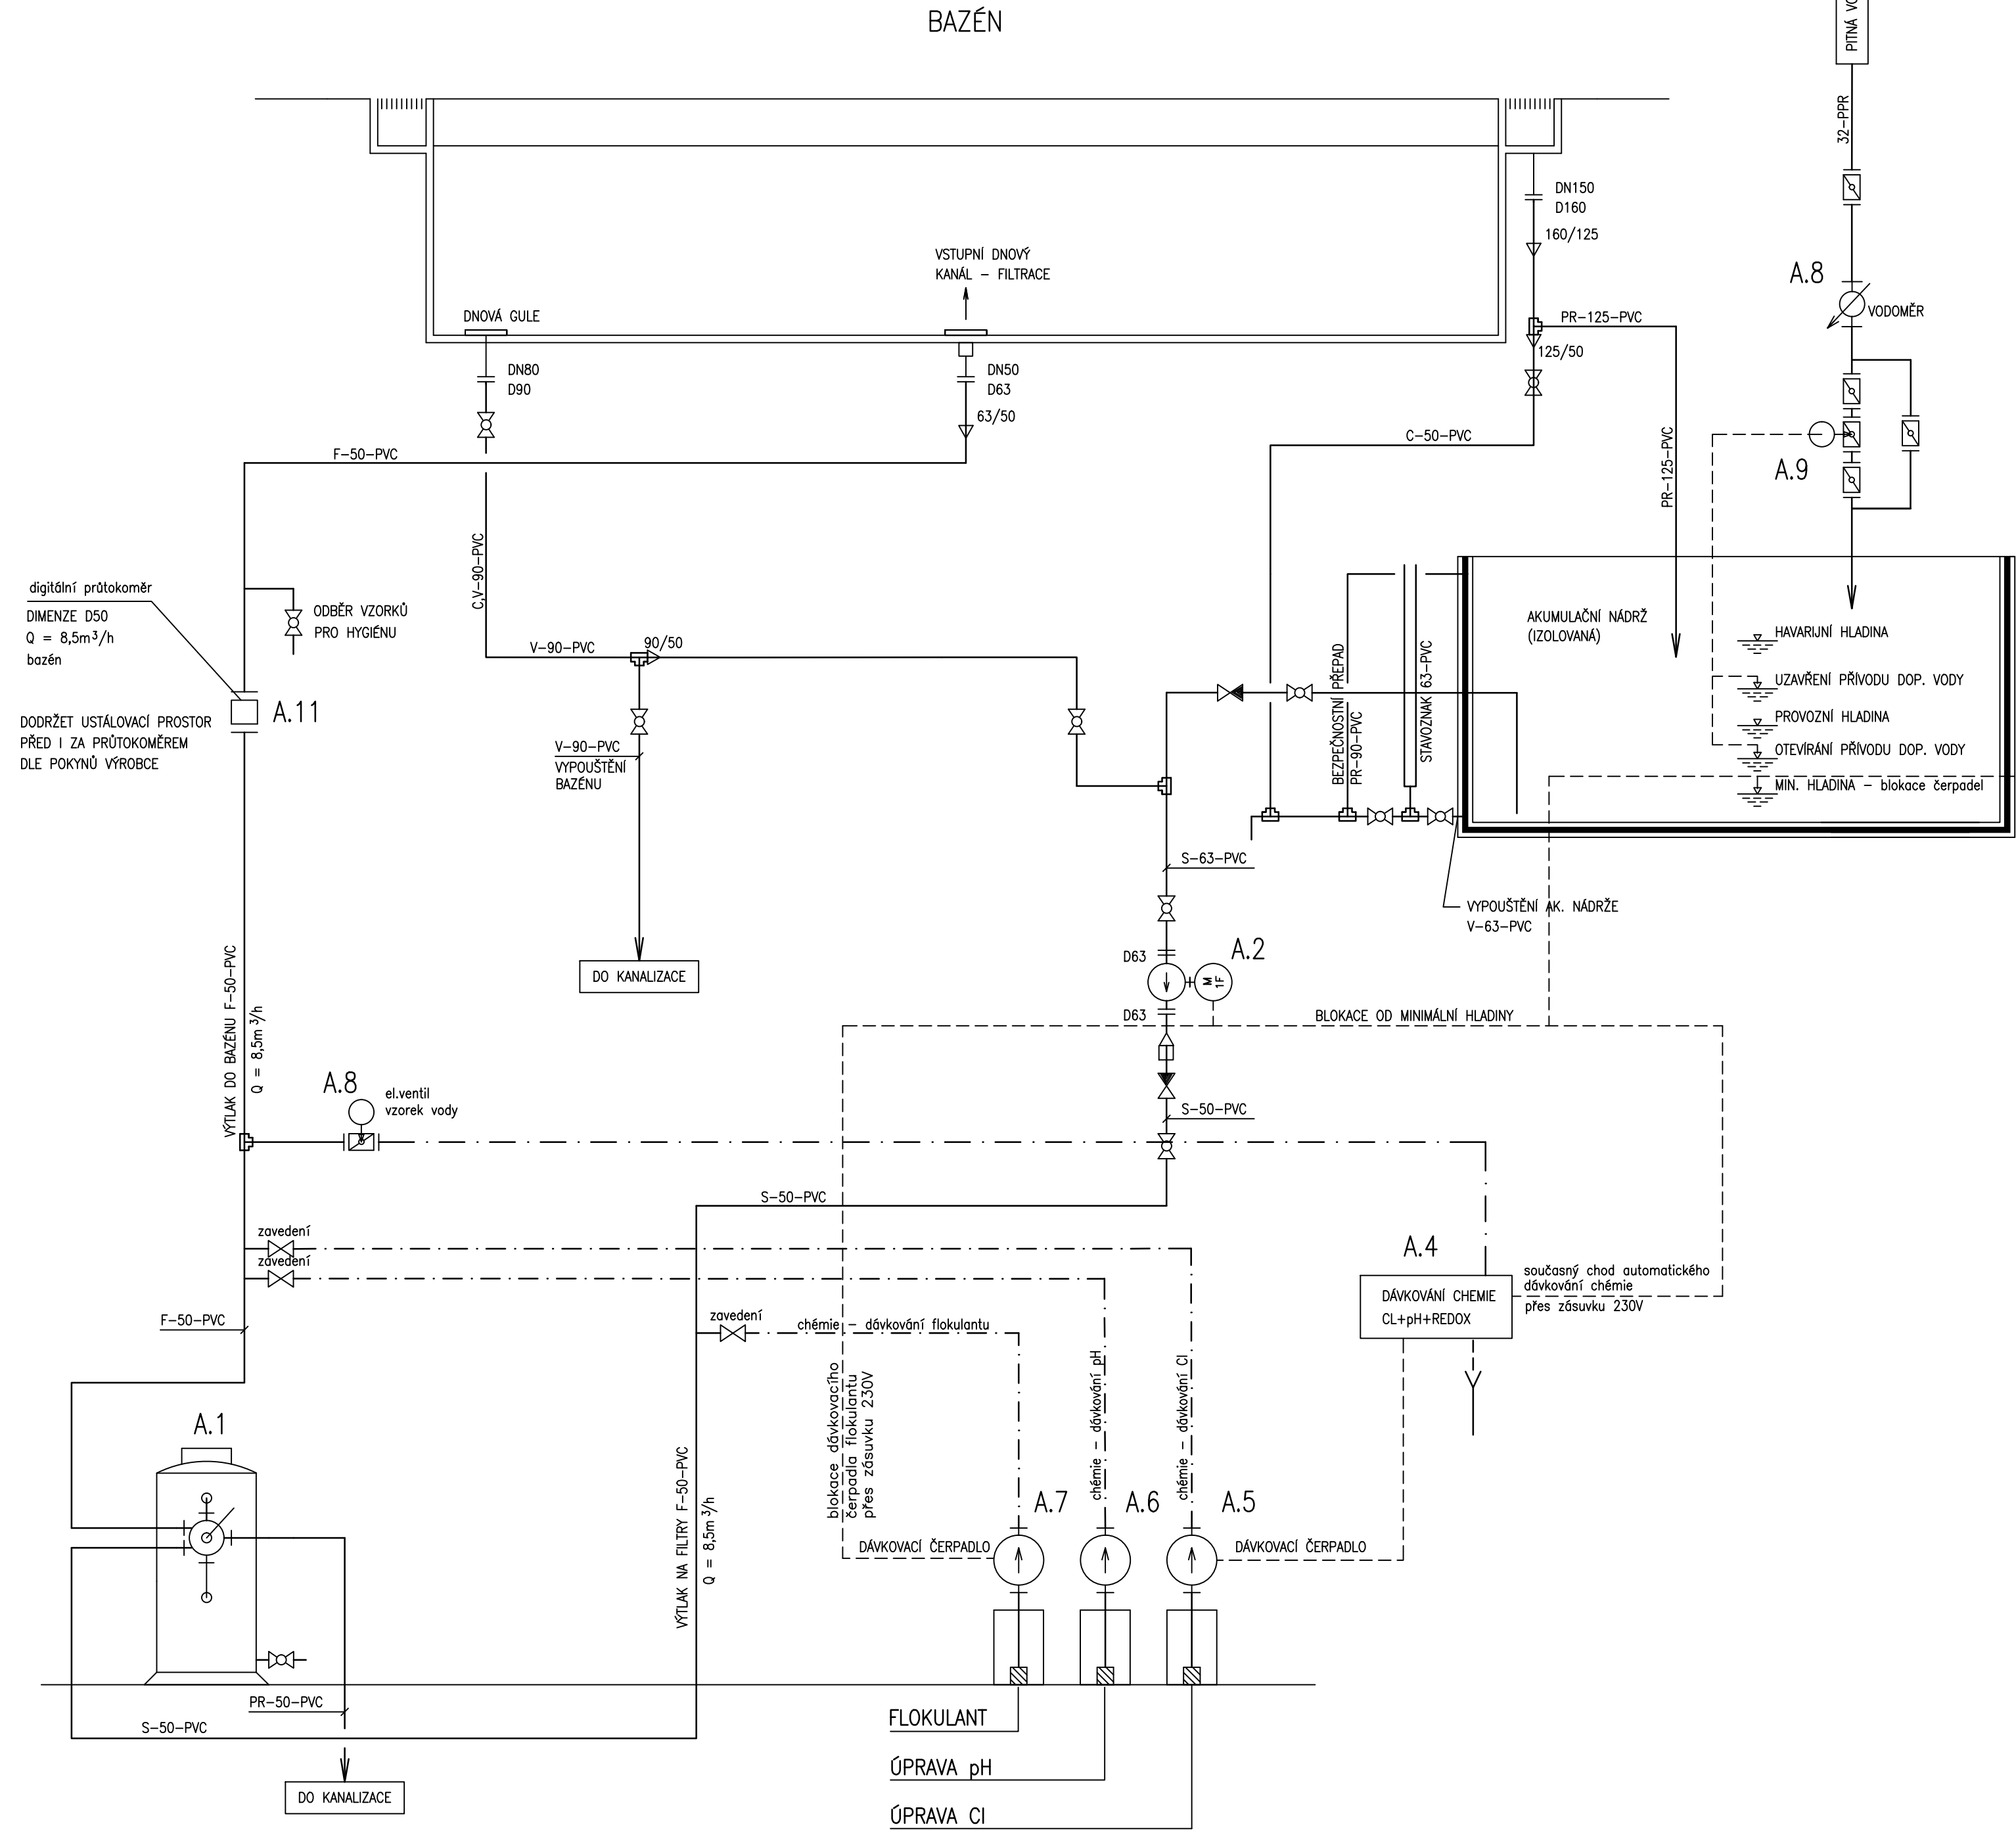 BAZÉN
PITNÁ
32-PPR
DN150
D160
160/125
VSTUPNÍ DNOVÝ
KANÁL - FILTRACE
A.8
VODOMĚR
DNOVÁ GULE
PR-125-PVC
125/50
DN80
D90
DN50
D63
63/50
C-50-PVC
F-50-PVC
PR-125-PVC
A.9
C,V-90-PVC
digitální průtokoměr
DIMENZE D50
Q = 8,5m³/h
bazén
ODBĚR VZORKŮ
PRO HYGIÉNU
V-90-PVC
90/50
AKUMULAČNÍ NÁDRŽ
(IZOLOVANÁ)
HAVARIJNÍ HLADINA
UZAVŘENÍ PŘÍVODU DOP. VODY
PROVOZNÍ HLADINA
OTEVÍRÁNÍ PŘÍVODU DOP. VODY
MIN. HLADINA - blokace čerpadel
BEZPEČNOSTNÍ PŘEPAD
PR-90-PVC
STAVOZNAK 63-PVC
A.11
DODRŽET USTÁLOVACÍ PROSTOR
PŘED I ZA PRŮTOKOMĚREM
DLE POKYNŮ VÝROBCE
V-90-PVC
VYPOUŠTĚNÍ
BAZÉNU
S-63-PVC
VYPOUŠTĚNÍ AK. NÁDRŽE
V-63-PVC
DO KANALIZACE
D63
A.2
M
1F
D63
BLOKACE OD MINIMÁLNÍ HLADINY
VÝTLAK DO BAZÉNU F-50-PVC
Q = 8,5m³/h
A.8
el.ventil
vzorek vody
S-50-PVC
S-50-PVC
zavedení
zavedení
A.4
DÁVKOVÁNÍ CHEMIE
CL+pH+REDOX
současný chod automatického
dávkování chémie
přes zásuvku 230V
F-50-PVC
zavedení
chémie - dávkování flokulantu
blokace dávkovacího
čerpadla flokulantu
přes zásuvku 230V
chémie - dávkování pH
chémie - dávkování Cl
A.1
VÝTLAK NA FILTRY F-50-PVC
Q = 8,5m³/h
A.7
A.6
A.5
DÁVKOVACÍ ČERPADLO
DÁVKOVACÍ ČERPADLO
PR-50-PVC
S-50-PVC
DO KANALIZACE
FLOKULANT
ÚPRAVA pH
ÚPRAVA Cl